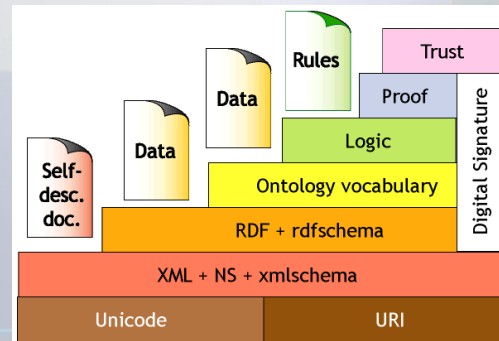 Trust
Rules
Proof
Data
Logic
Data
Self-
desc.
doc.
Ontology vocabulary
Digital Signature
RDF + rdfschema
XML + NS + xmlschema
Unicode
URI